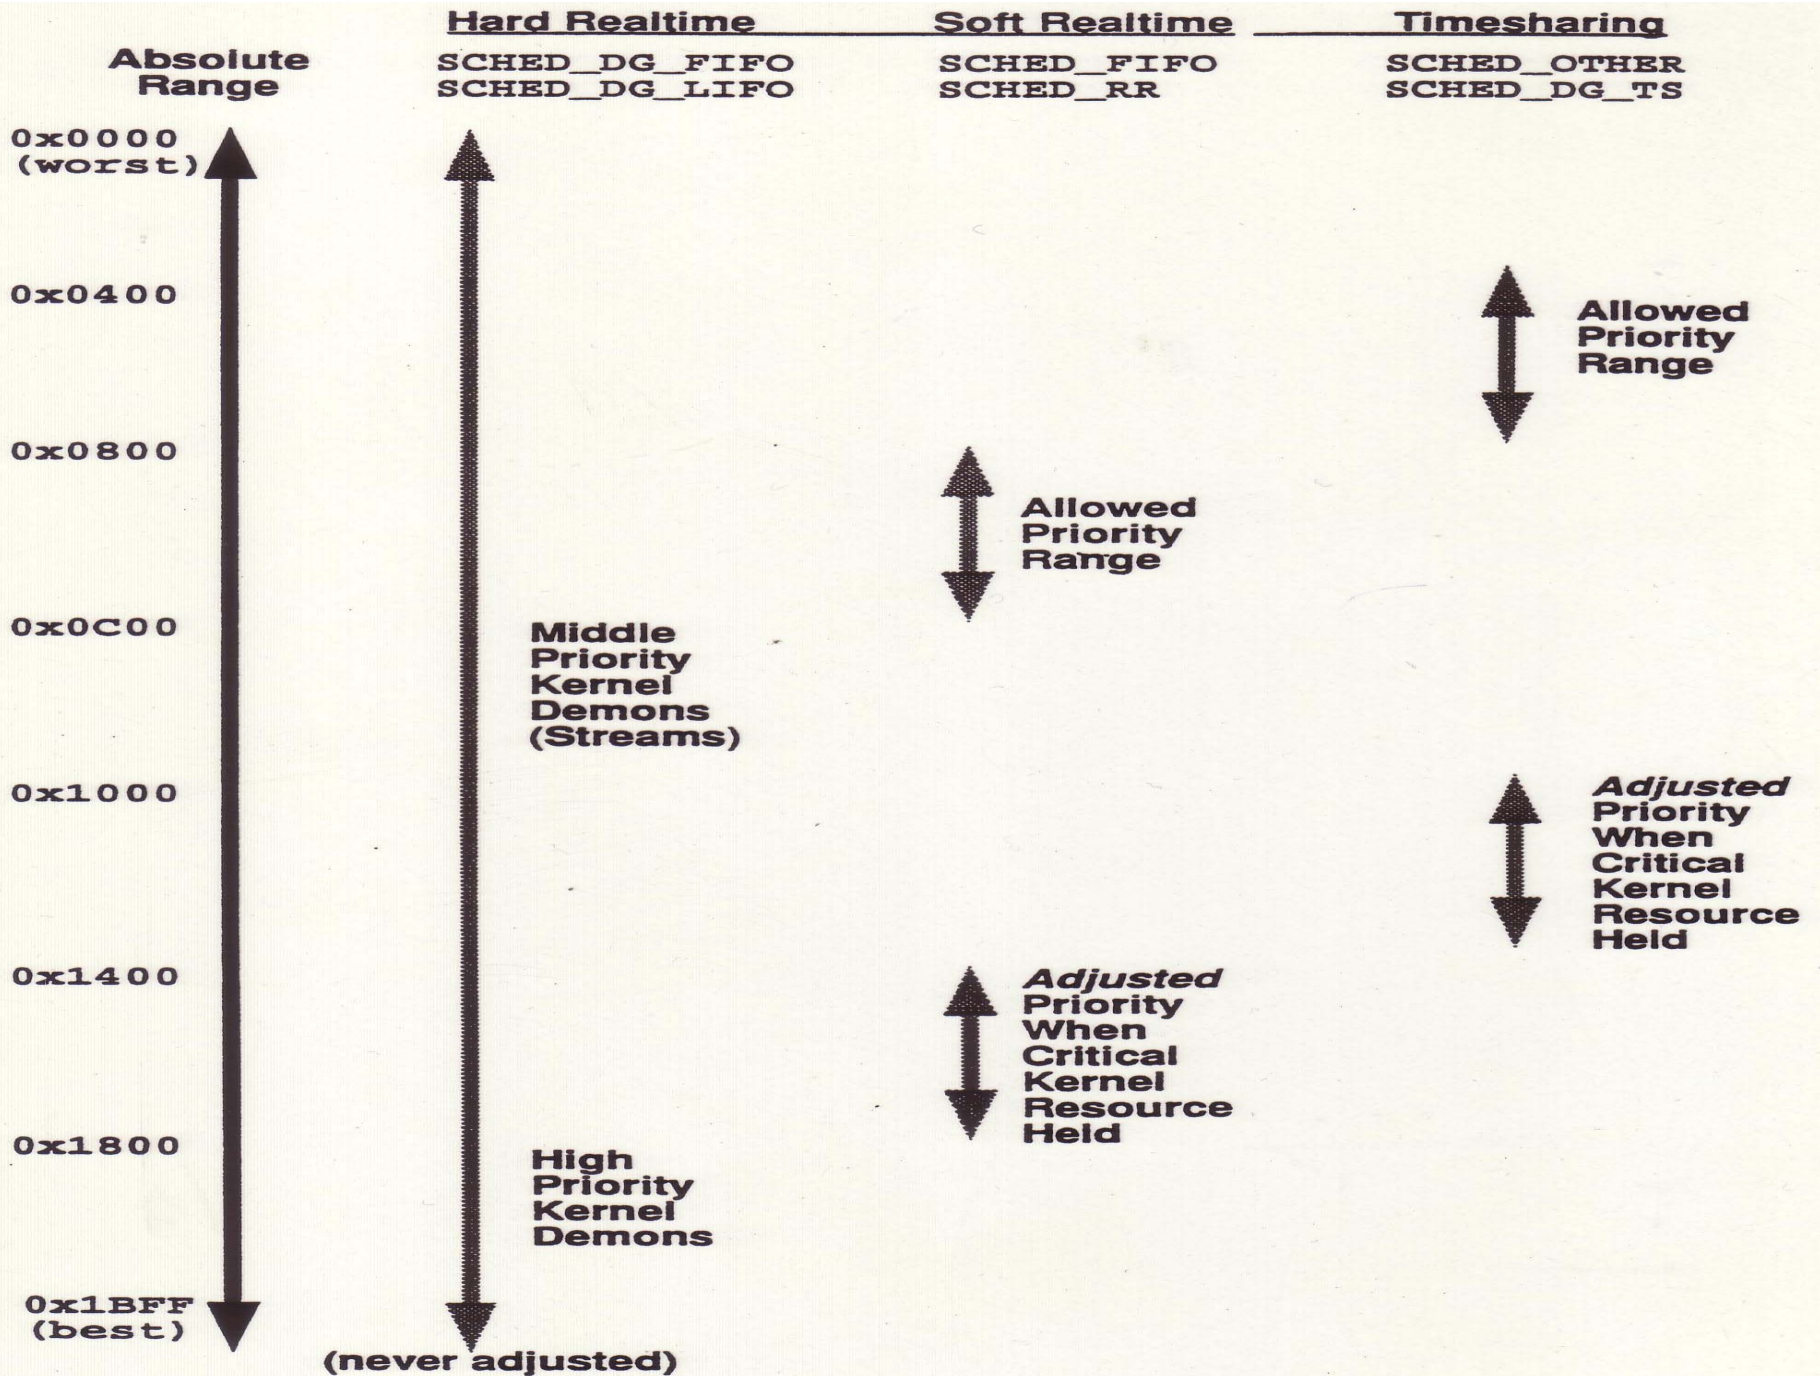 Hard Realtime
Soft Realtime
Timesharing
Absolute
Range
SCHED_DG_FIFO
SCHED_DG_LIFO
SCHED_FIFO
SCHED_RR
SCHED_OTHER
SCHED_DG_TS
0x0000
(worst)
0x0400
Allowed
Priority
Range
0x0800
Allowed
Priority
Range
0x0C00
Middle
Priority
Kernel
Demons
(Streams)
0x1000
Adjusted
Priority
When
Critical
Kernel
Resource
Held
0x1400
Adjusted
Priority
When
Critical
Kernel
Resource
Held
0x1800
High
Priority
Kernel
Demons
0x1BFF
(best)
(never adjusted)